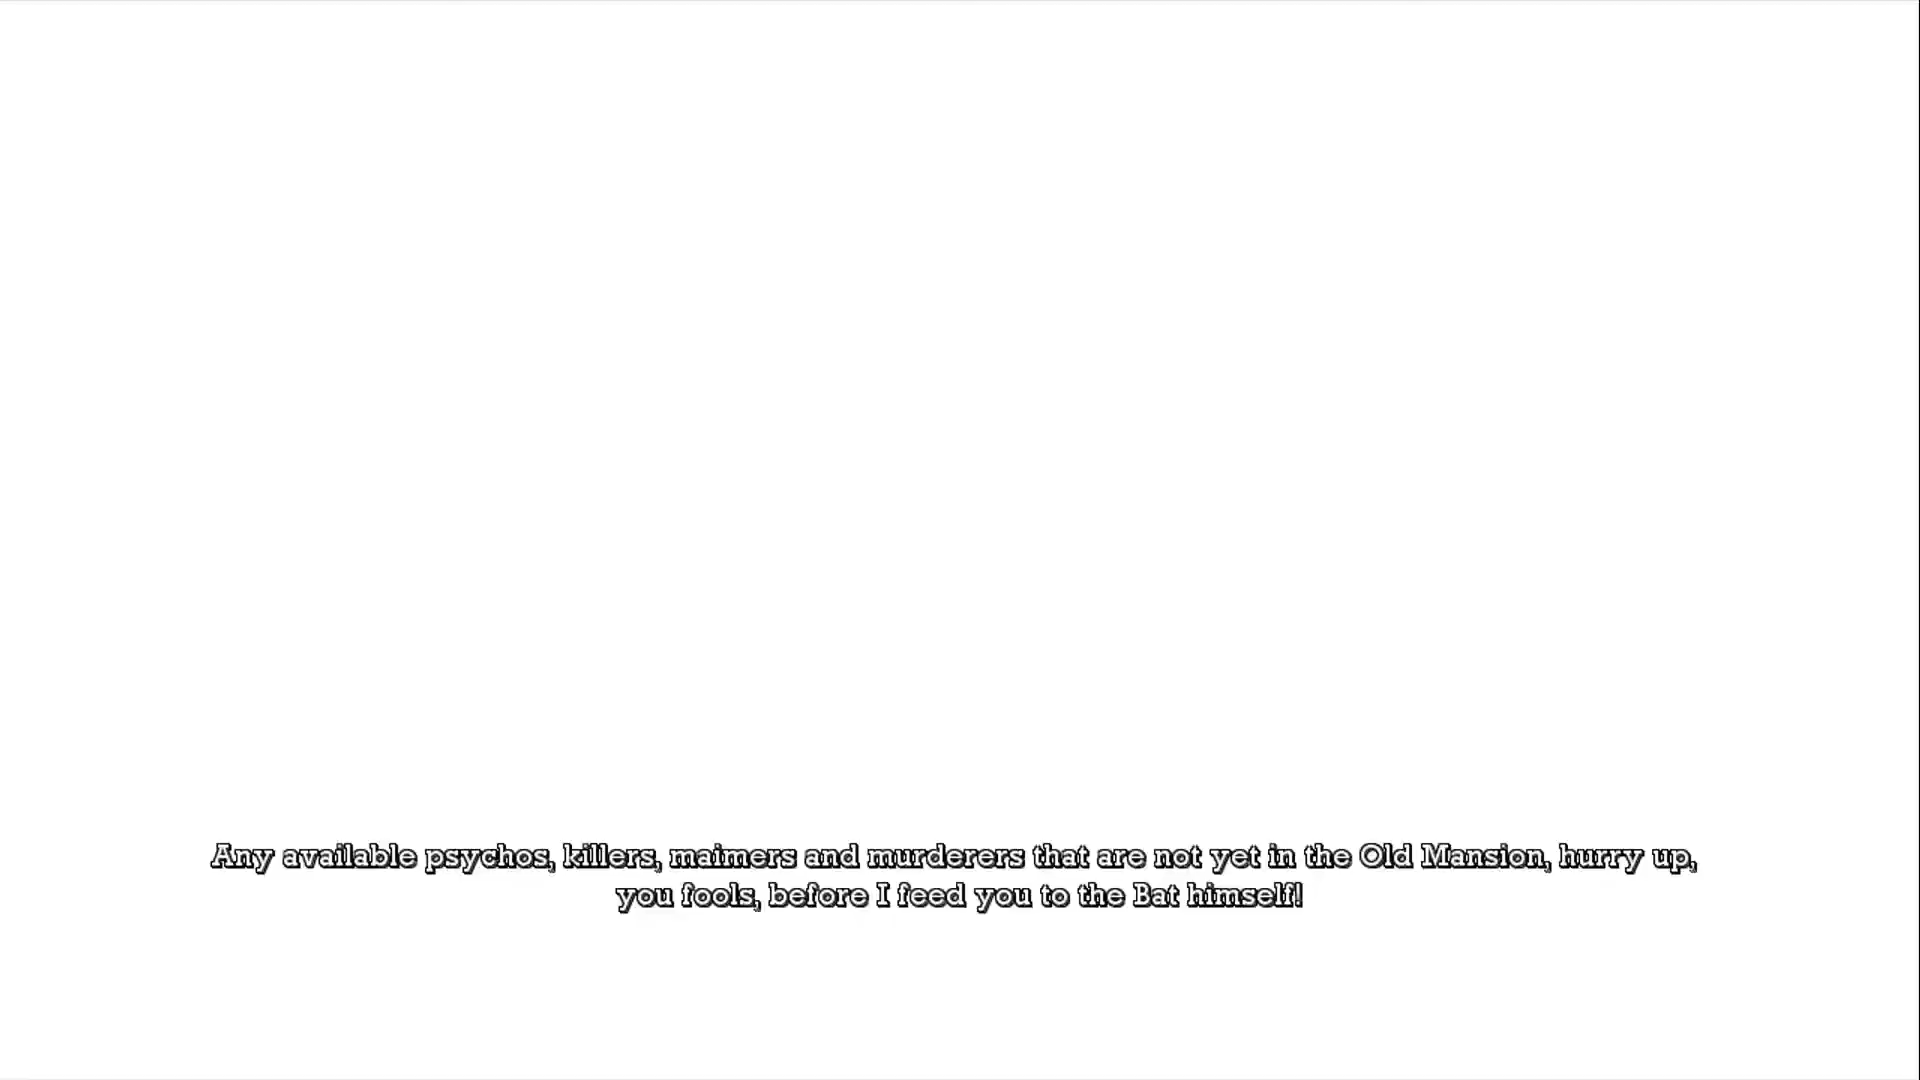 Any available psychos, killers, maimers and murderers that are not yet in the Old Mansion, hurry up,
you fools, before I feed you to the Bat himself!